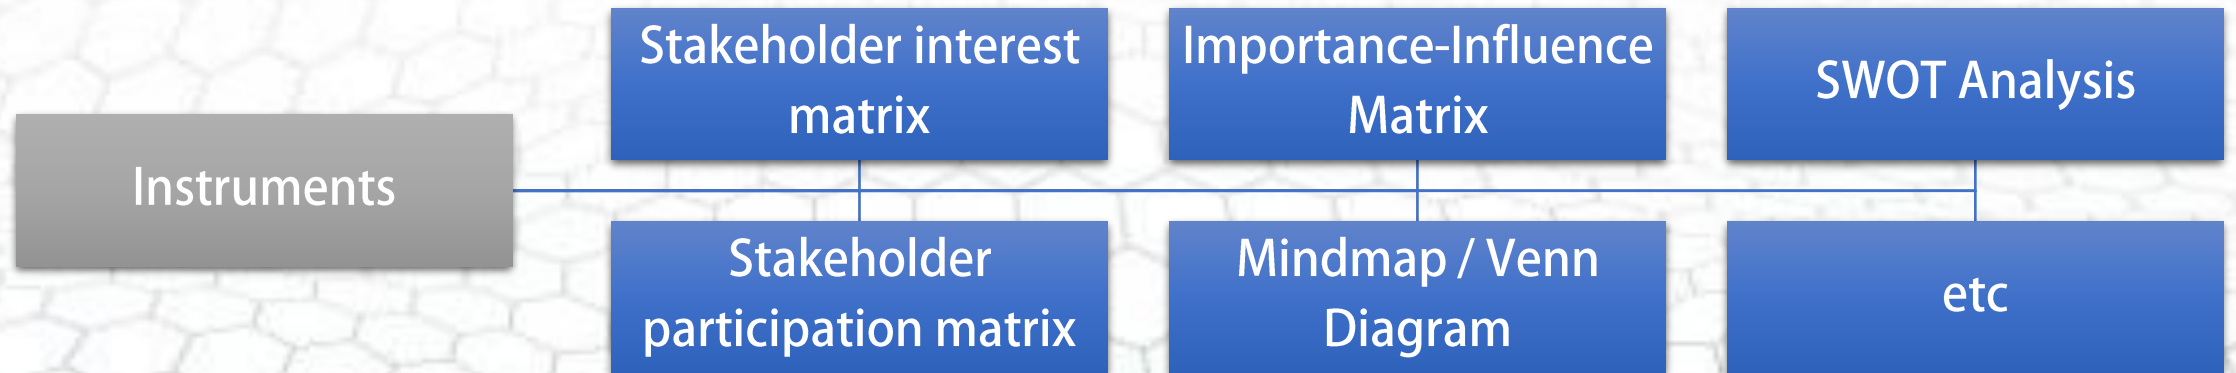 Instruments
Stakeholder interest
matrix
Importance-Influence
Matrix
SWOT Analysis
Stakeholder
participation matrix
Mindmap / Venn
Diagram
etc